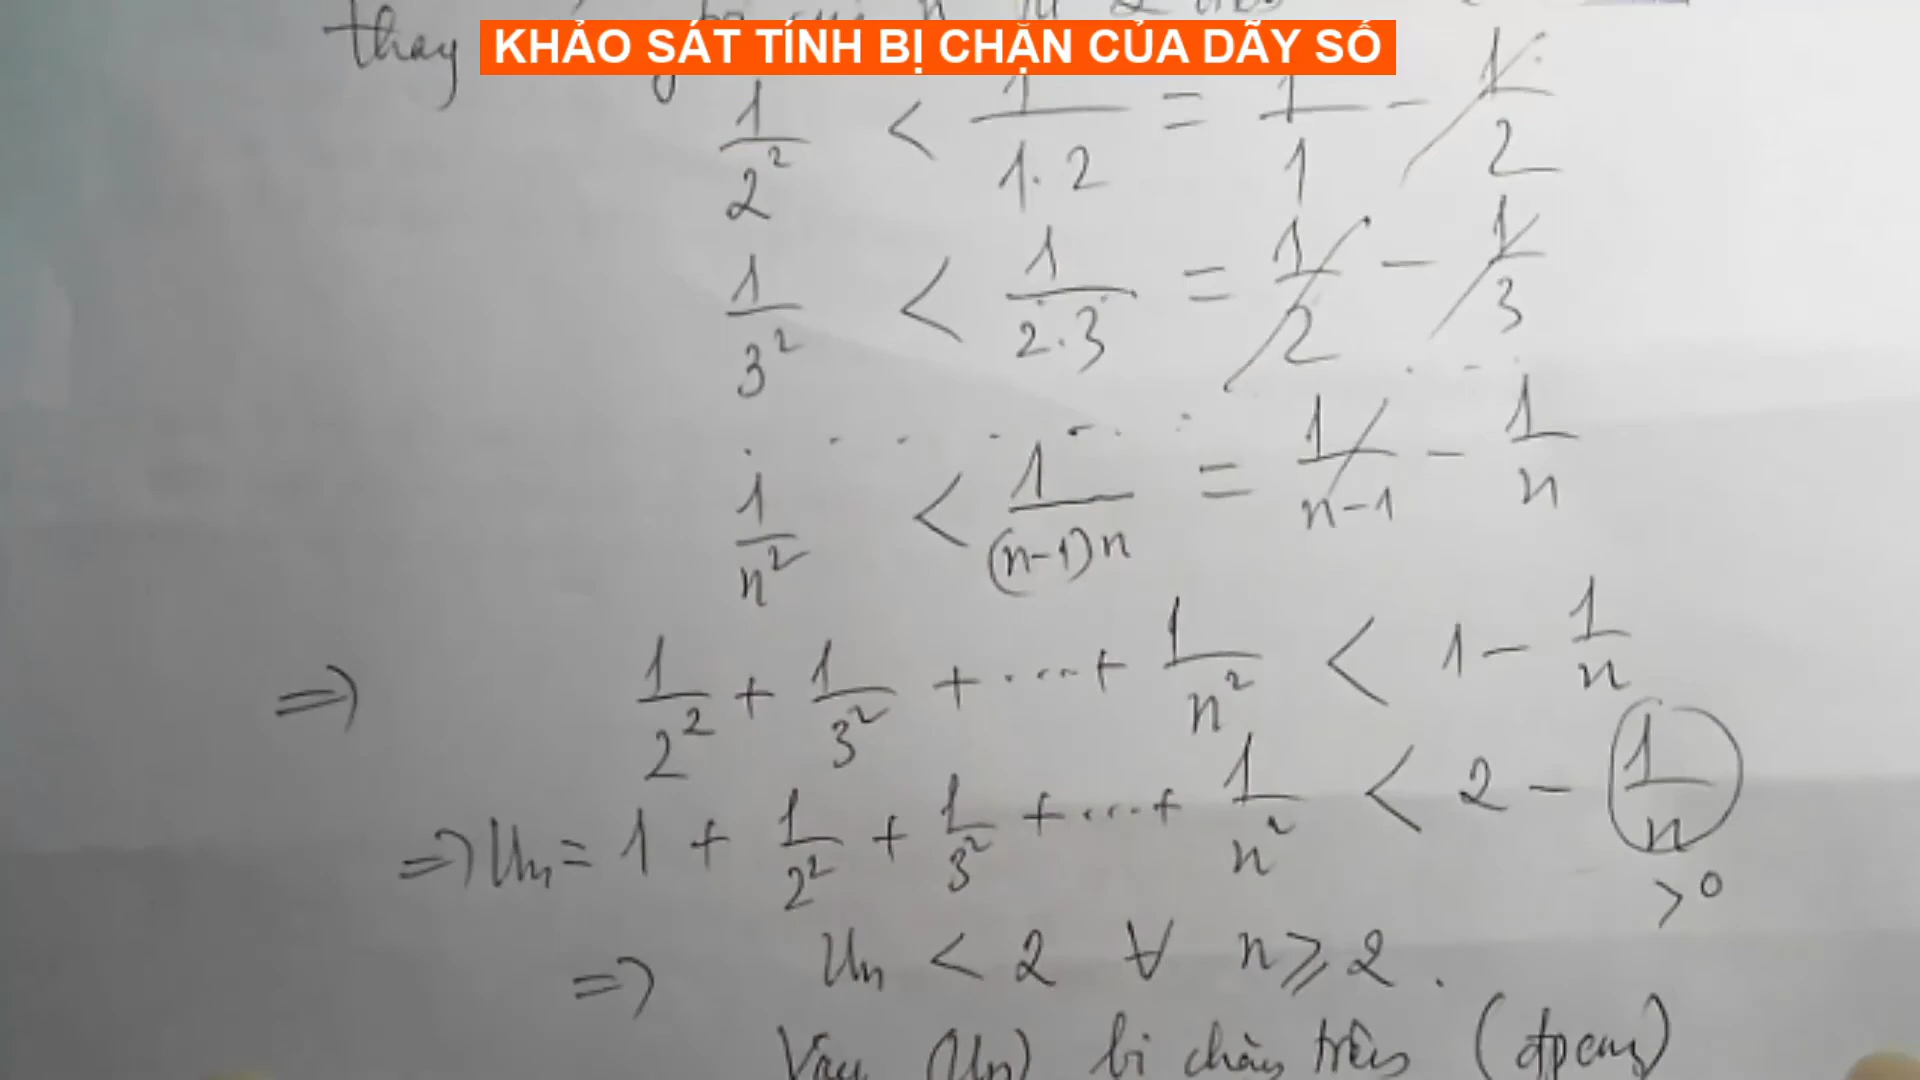 KHẢO SÁT TÍNH BỊ CHẶN CỦA DÃY SỐ
thay
1/2² < 1/1.2 = 1/1 - 1/2
1/3² < 1/2.3 = 1/2 - 1/3
. . . . . .
1/n² < 1/(n-1)n = 1/n-1 - 1/n
=> 1/2² + 1/3² + ... + 1/n² < 1 - 1/n
=> Un = 1 + 1/2² + 1/3² + ... + 1/n² < 2 - 1/n
>0
=> Un < 2 ∀ n ⩾ 2.
Vậy (Un) bị chặn trên (đpcm)